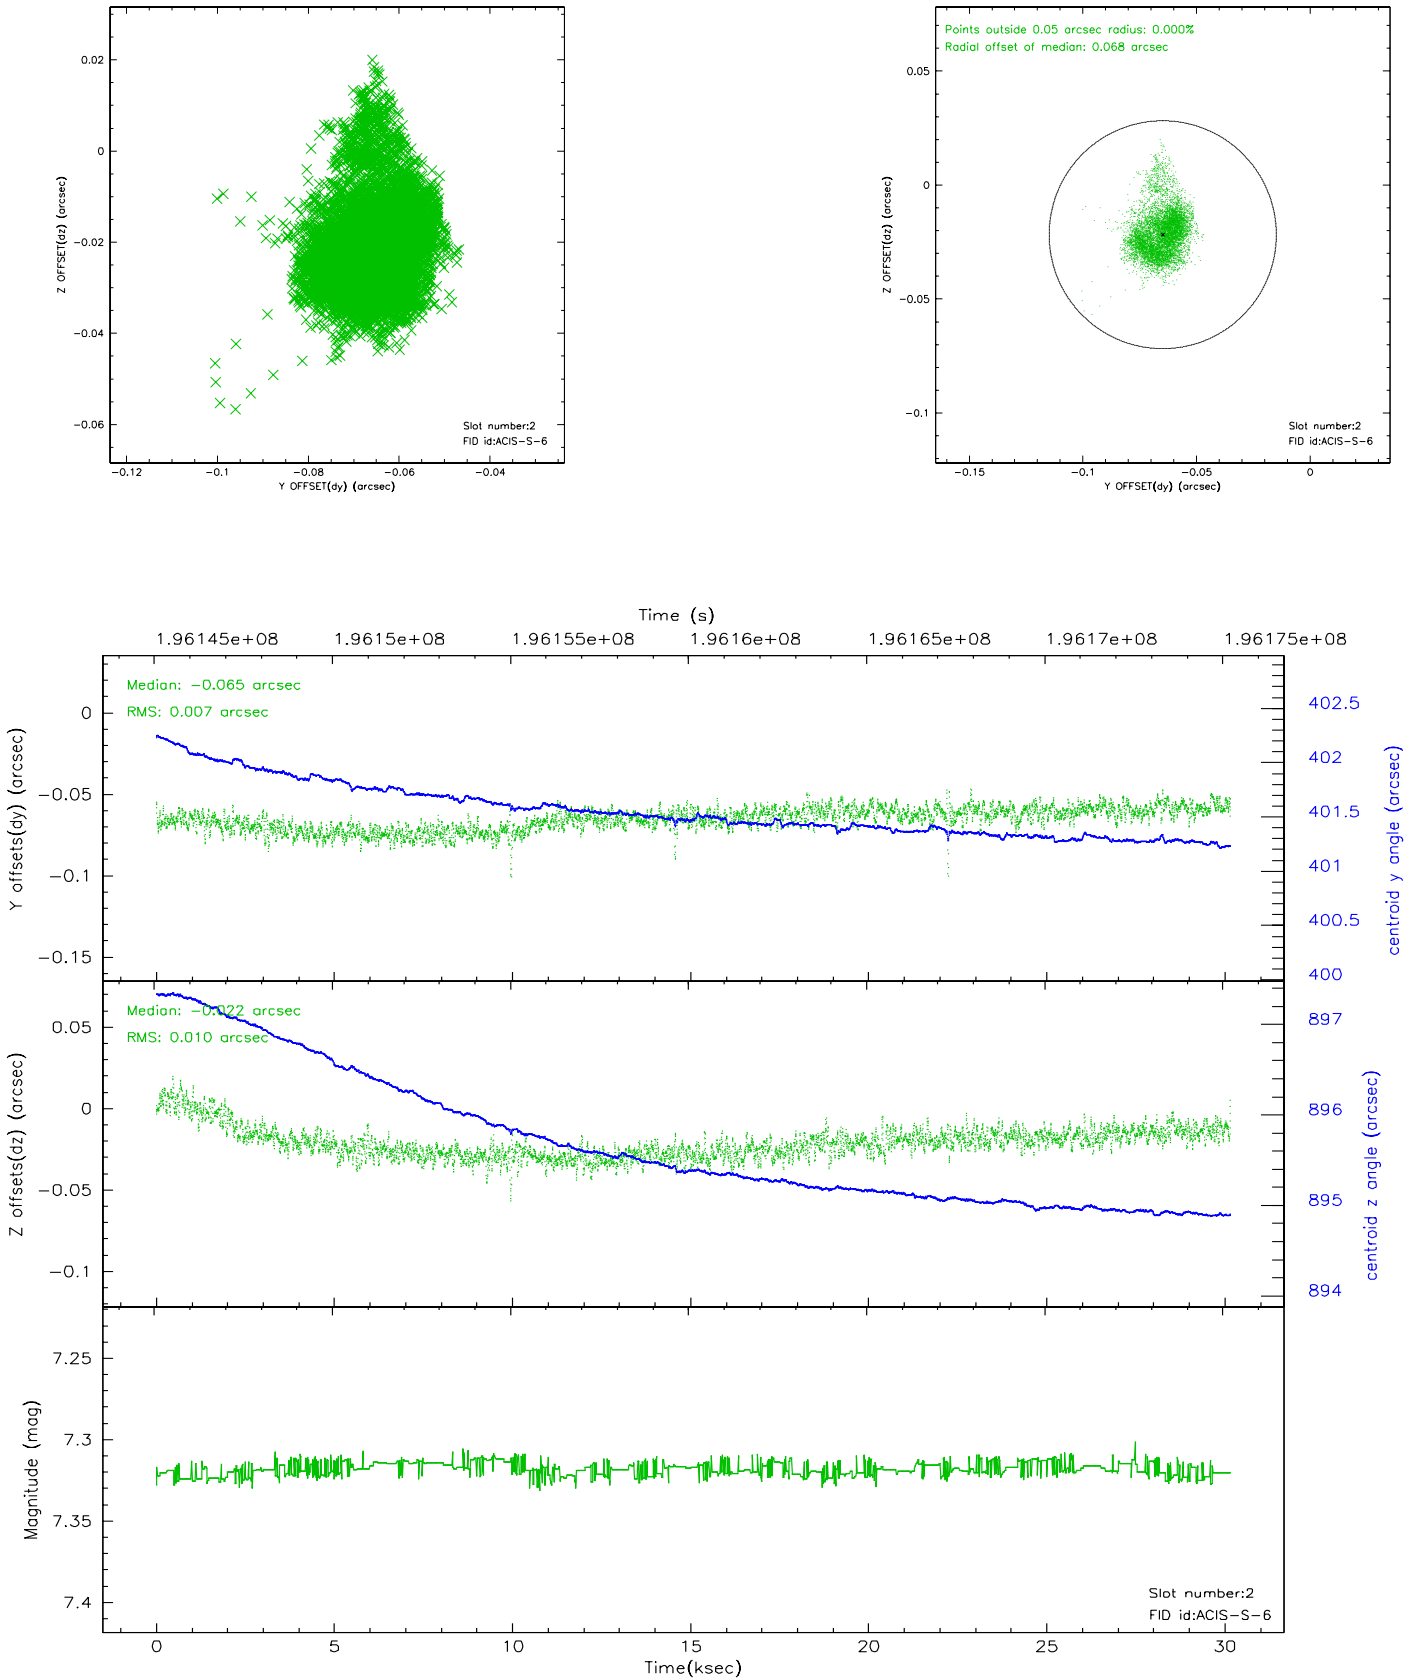 0.02
0
−0.02
−0.04
−0.06
Z OFFSET(dz) (arcsec)
−0.12
−0.1
−0.08
−0.06
−0.04
Y OFFSET(dy) (arcsec)
Slot number:2
FID id:ACIS−S−6
Points outside 0.05 arcsec radius: 0.000%
Radial offset of median: 0.068 arcsec
0.05
0
−0.05
−0.1
Z OFFSET(dz) (arcsec)
−0.15
−0.1
−0.05
0
Y OFFSET(dy) (arcsec)
Slot number:2
FID id:ACIS−S−6
Time (s)
1.96145e+08
1.9615e+08
1.96155e+08
1.9616e+08
1.96165e+08
1.9617e+08
1.96175e+08
Median: −0.065 arcsec
RMS: 0.007 arcsec
0
−0.05
−0.1
−0.15
Y offsets(dy) (arcsec)
402.5
402
401.5
401
400.5
400
centroid y angle (arcsec)
Median: −0.022 arcsec
RMS: 0.010 arcsec
0.05
0
−0.05
−0.1
Z offsets(dz) (arcsec)
897
896
895
894
centroid z angle (arcsec)
7.25
7.3
7.35
7.4
Magnitude (mag)
Slot number:2
FID id:ACIS−S−6
0
5
10
15
20
25
30
Time(ksec)